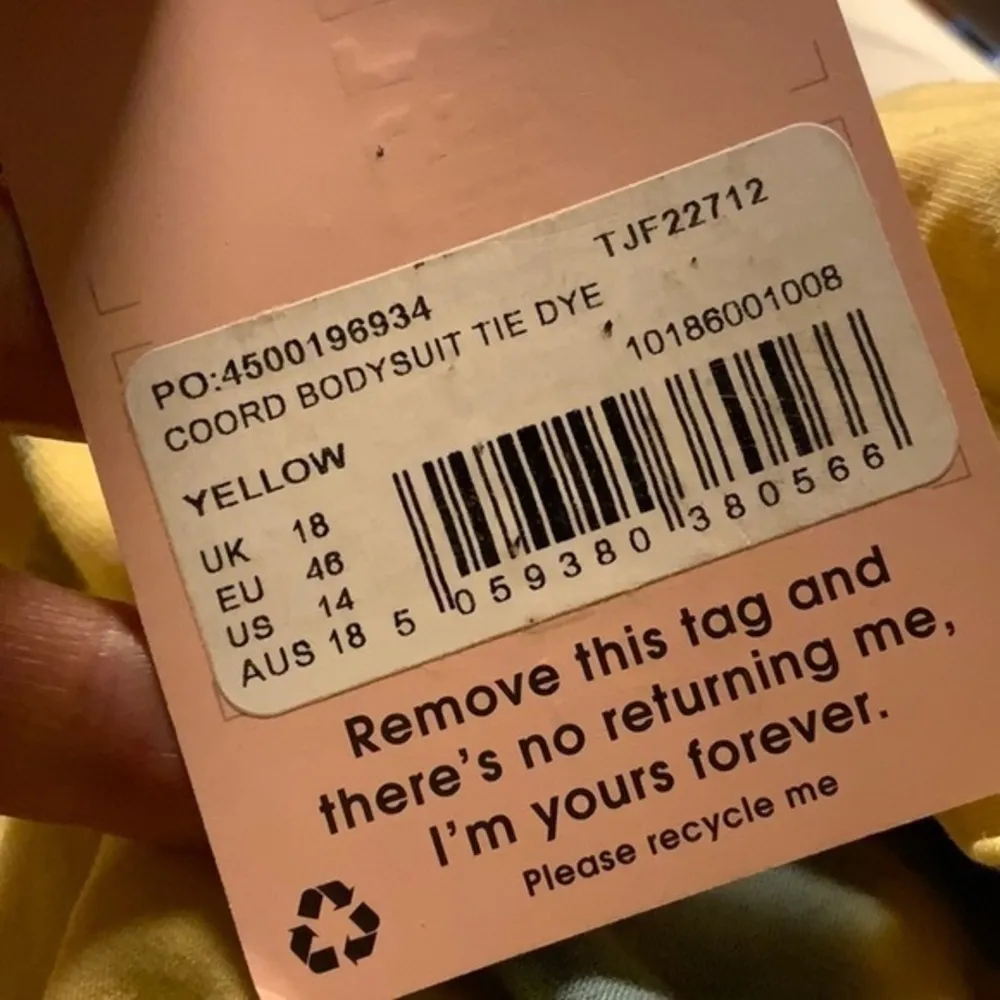 TJF22712
PO:4500196934
COORD BODYSUIT TIE DYE
10186001008
YELLOW
UK 18
EU 46
US 14
AUS 18
5 059380 380566
Remove this tag and
there's no returning me,
I'm yours forever.
Please recycle me